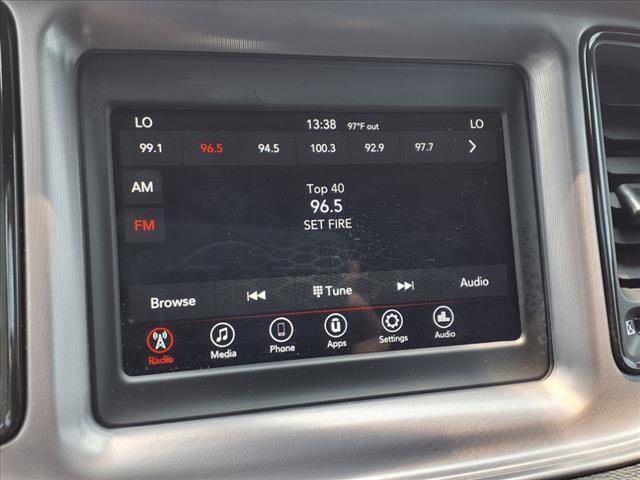 LO 13:38 97°F out LO
99.1 96.5 94.5 100.3 92.9 97.7
AM
Top 40
96.5
FM
SET FIRE
Browse Tune Audio
Radio Media Phone Apps Settings Audio